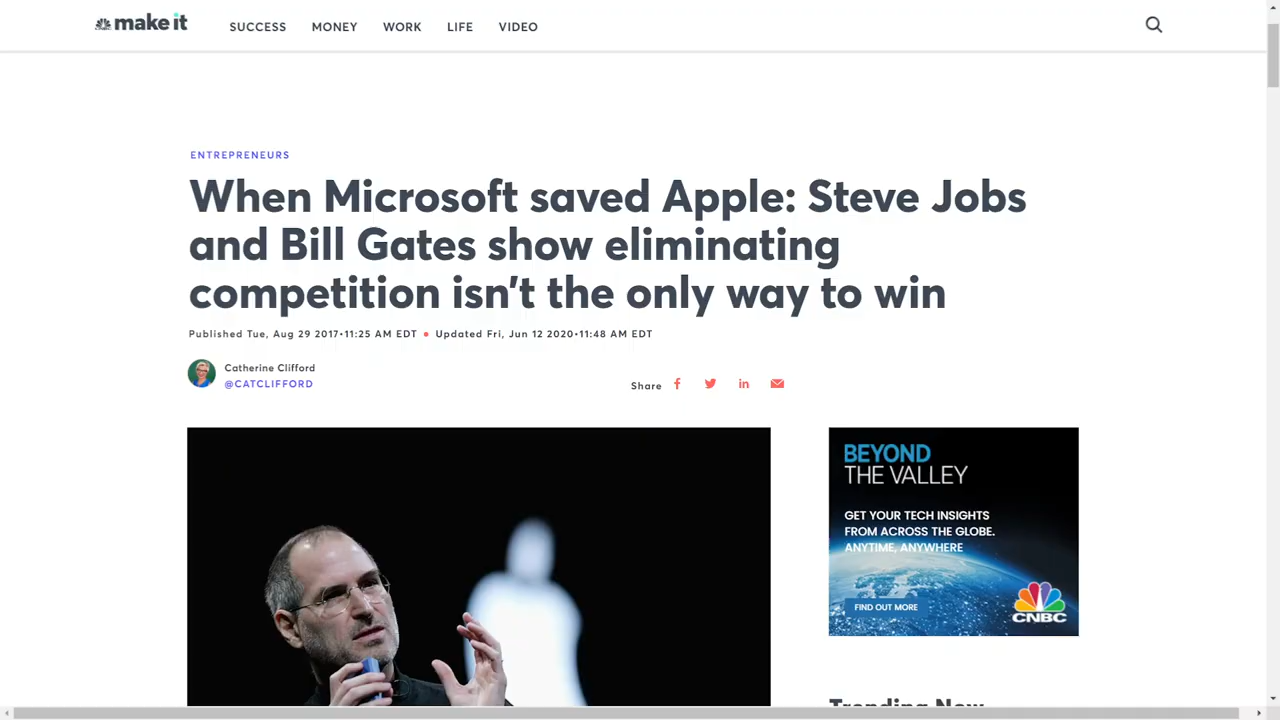 make it
SUCCESS MONEY WORK LIFE VIDEO
ENTREPRENEURS
When Microsoft saved Apple: Steve Jobs
and Bill Gates show eliminating
competition isn't the only way to win
Published Tue, Aug 29 2017•11:25 AM EDT • Updated Fri, Jun 12 2020•11:48 AM EDT
Catherine Clifford
@CATCLIFFORD
Share
BEYOND
THE VALLEY
GET YOUR TECH INSIGHTS
FROM ACROSS THE GLOBE.
ANYTIME, ANYWHERE
FIND OUT MORE
CNBC
Trending Now